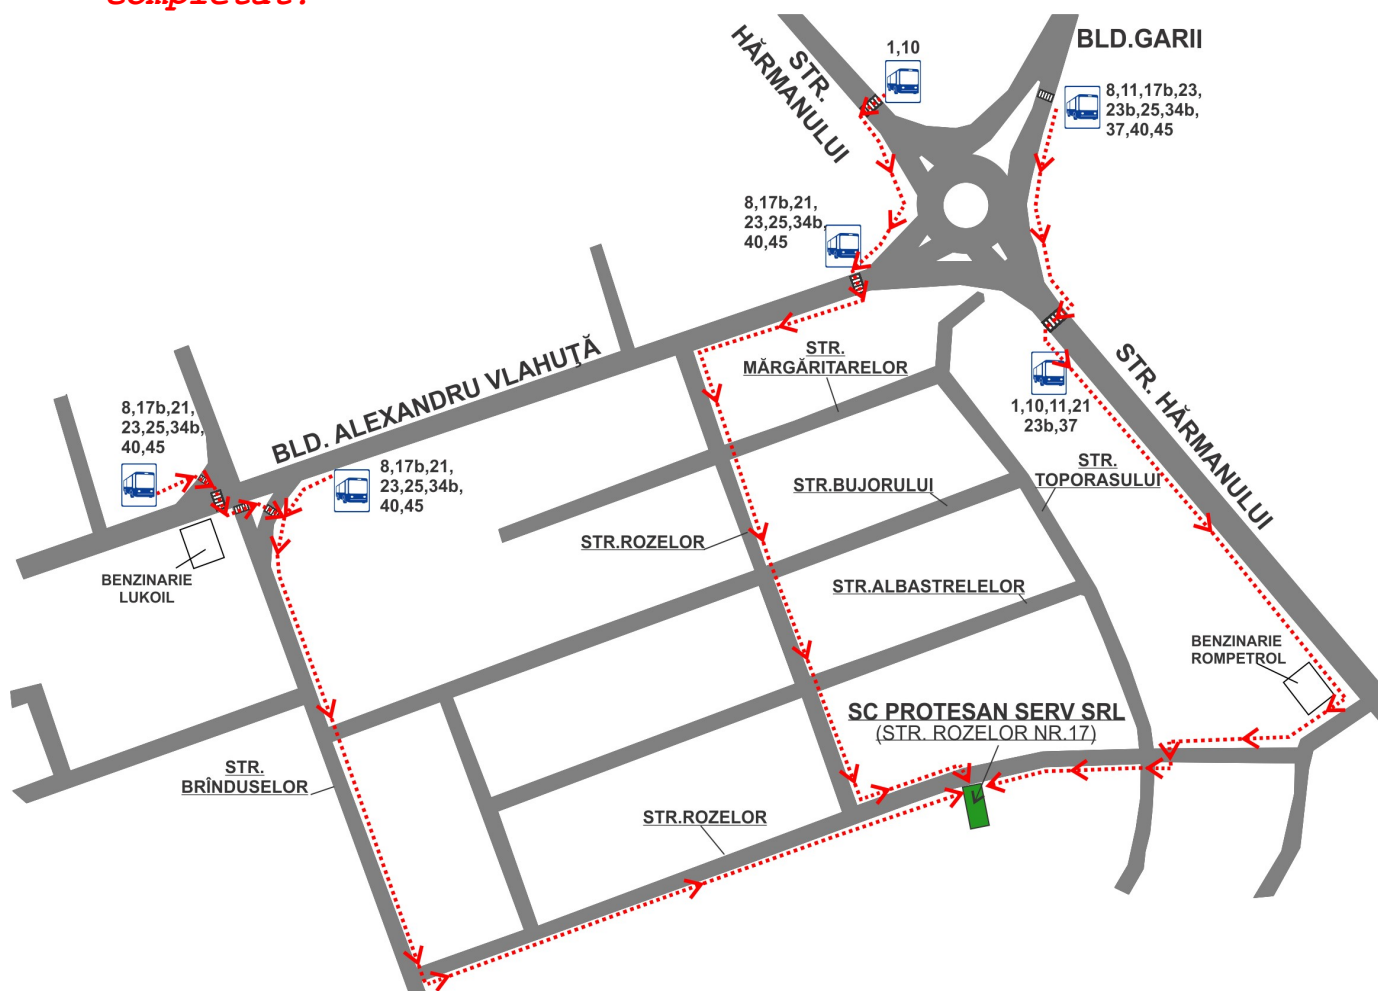 completat.
STR.
HĂRMANULUI
1,10
BLD.GARII
8,11,17b,23,
23b,25,34b,
37,40,45
8,17b,21,
23,25,34b,
40,45
STR.
MĂRGĂRITARELOR
1,10,11,21
23b,37
STR. HĂRMANULUI
BLD. ALEXANDRU VLAHUŢĂ
8,17b,21,
23,25,34b,
40,45
8,17b,21,
23,25,34b,
40,45
STR.
TOPORASULUI
STR.BUJORULUI
STR.ROZELOR
BENZINARIE
LUKOIL
STR.ALBASTRELELOR
BENZINARIE
ROMPETROL
SC PROTESAN SERV SRL
(STR. ROZELOR NR.17)
STR.
BRÎNDUSELOR
STR.ROZELOR